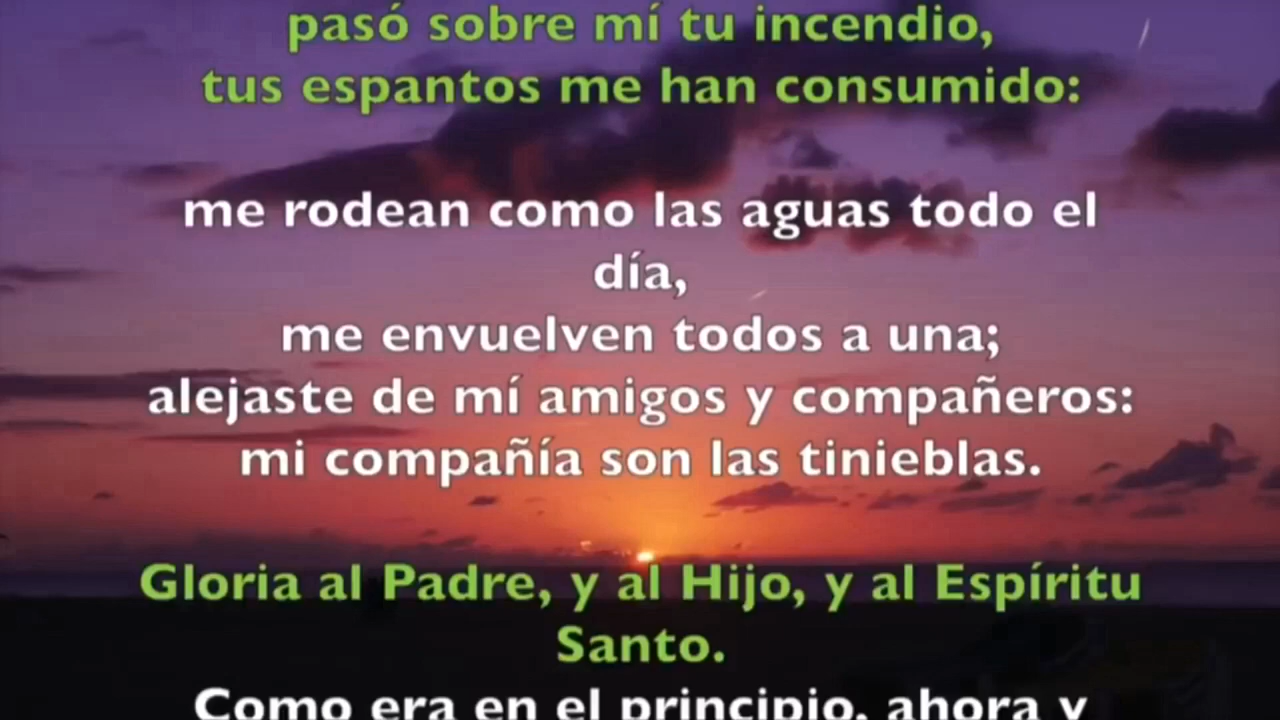 pasó sobre mí tu incendio,
tus espantos me han consumido:
me rodean como las aguas todo el
día,
me envuelven todos a una;
alejaste de mí amigos y compañeros:
mi compañía son las tinieblas.
Gloria al Padre, y al Hijo, y al Espíritu
Santo.
Como era en el principio, ahora y